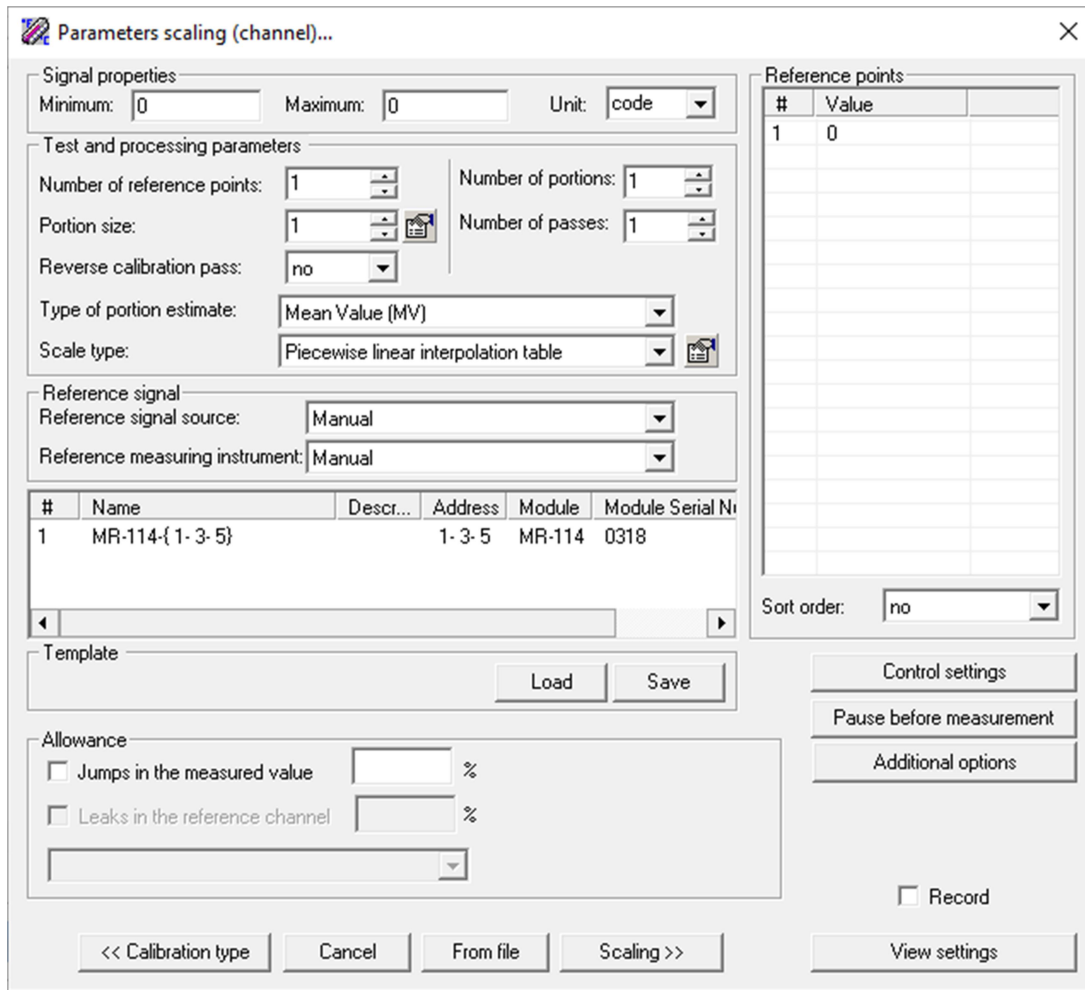 Parameters scaling (channel)...
Signal properties
Minimum: 0 Maximum: 0 Unit: code
Test and processing parameters
Number of reference points: 1 Number of portions: 1
Portion size: 1 Number of passes: 1
Reverse calibration pass: no
Type of portion estimate: Mean Value (MV)
Scale type: Piecewise linear interpolation table
Reference signal
Reference signal source: Manual
Reference measuring instrument: Manual
# Name Descr... Address Module Module Serial Nu
1 MR-114-{ 1- 3- 5} 1- 3- 5 MR-114 0318
Template
Load Save
Allowance
Jumps in the measured value %
Leaks in the reference channel %
<< Calibration type Cancel From file Scaling >>
Reference points
# Value
1 0
Sort order: no
Control settings
Pause before measurement
Additional options
Record
View settings